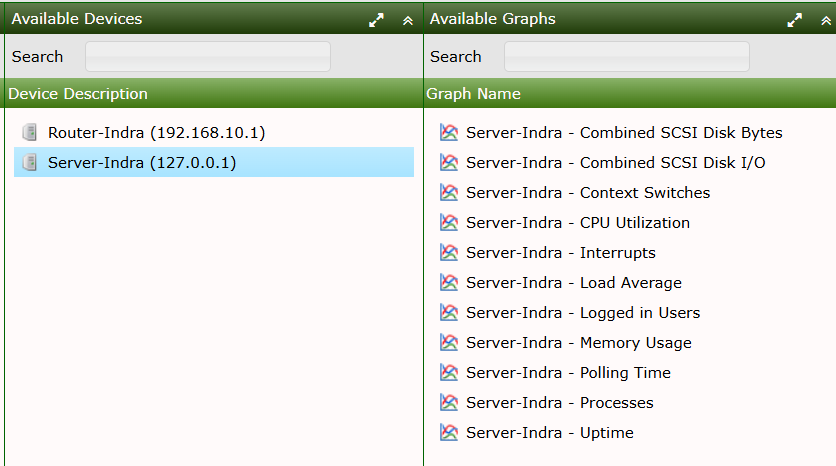 Available Devices
Search
Device Description
Router-Indra (192.168.10.1)
Server-Indra (127.0.0.1)
Available Graphs
Search
Graph Name
Server-Indra - Combined SCSI Disk Bytes
Server-Indra - Combined SCSI Disk I/O
Server-Indra - Context Switches
Server-Indra - CPU Utilization
Server-Indra - Interrupts
Server-Indra - Load Average
Server-Indra - Logged in Users
Server-Indra - Memory Usage
Server-Indra - Polling Time
Server-Indra - Processes
Server-Indra - Uptime